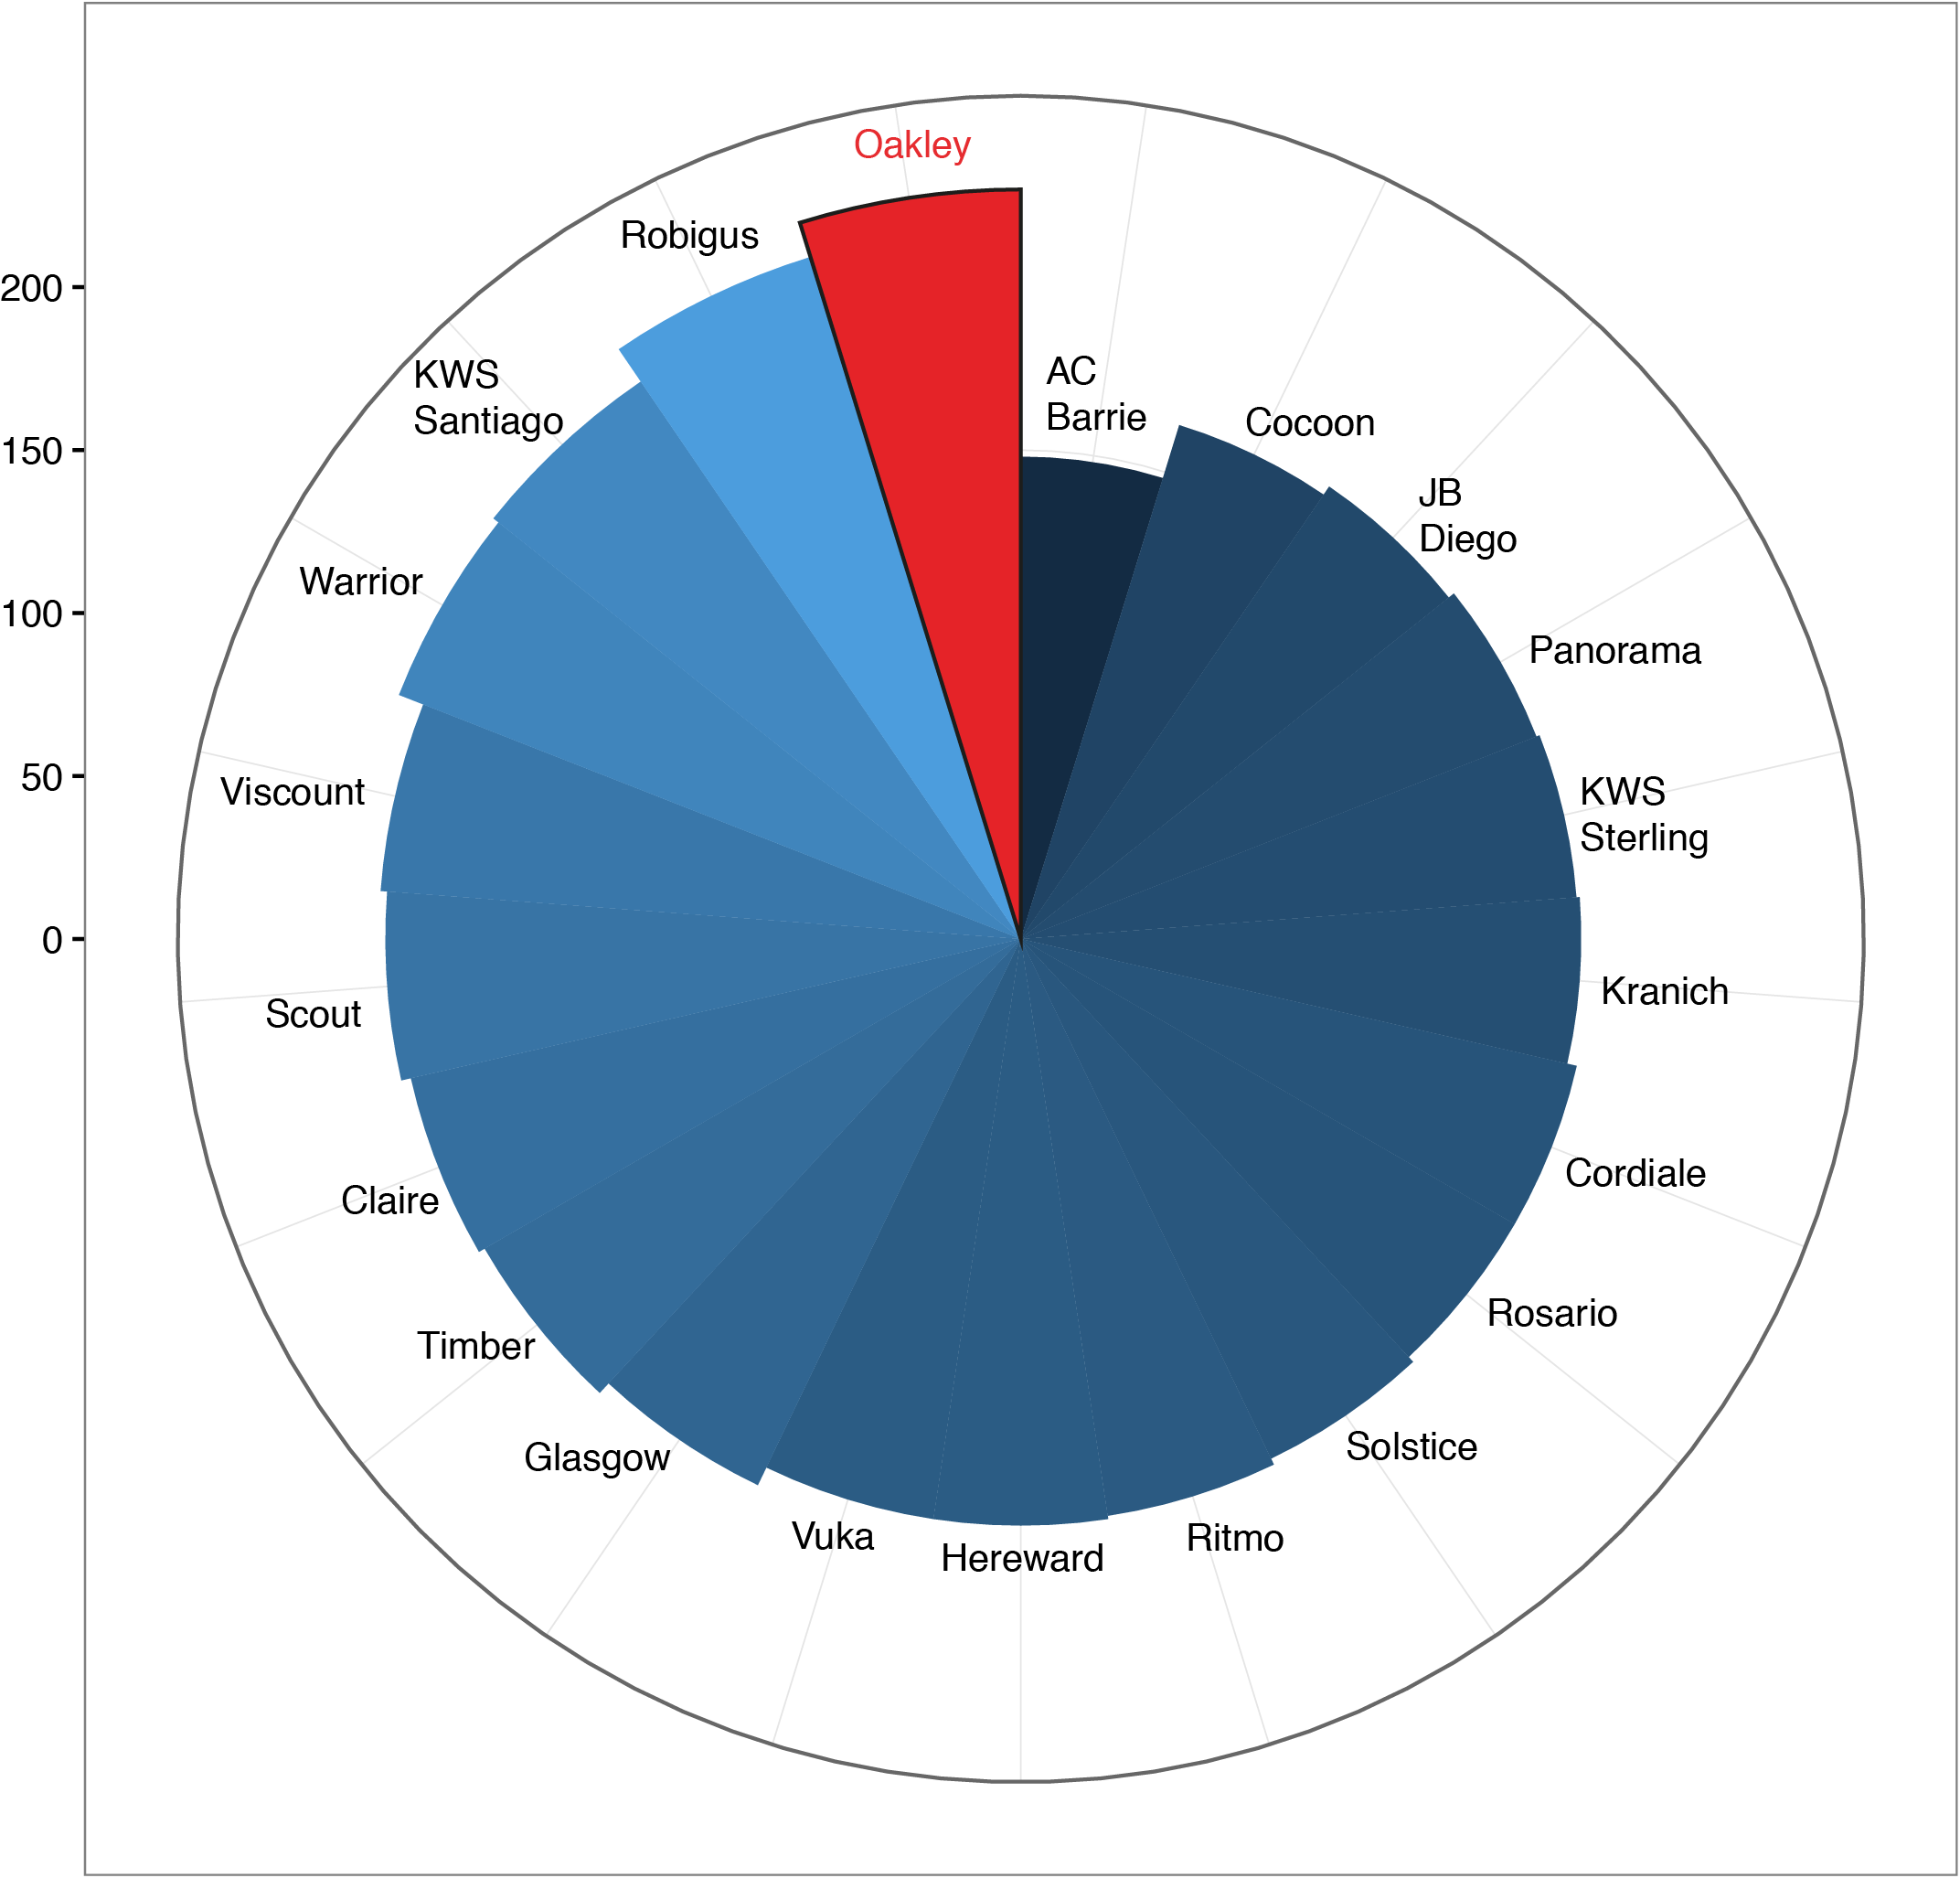 Oakley
Robigus
200
KWS
Santiago
AC
Barrie
Cocoon
150
JB
Diego
Warrior
100
Panorama
Viscount
50
KWS
Sterling
0
Scout
Kranich
Cordiale
Claire
Rosario
Timber
Solstice
Glasgow
Vuka
Ritmo
Hereward